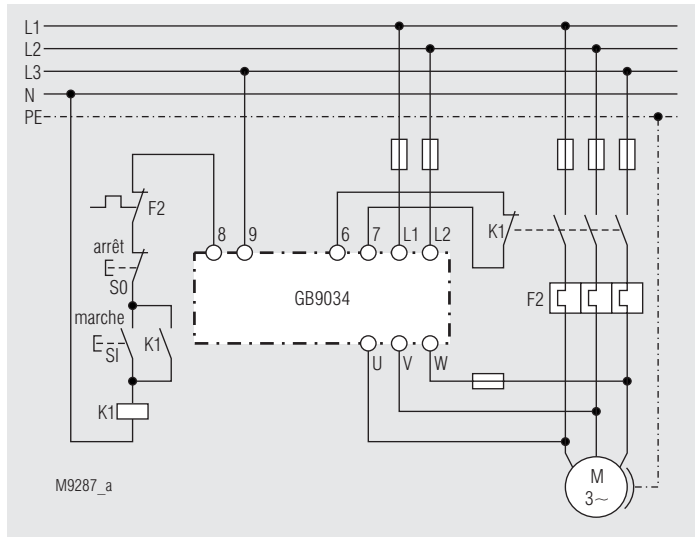 L1
L2
L3
N
PE
F2
8
9
6
7
L1
L2
K1
arrêt
S0
GB9034
F2
marche
SI
K1
U
V
W
K1
M9287_a
M
3~